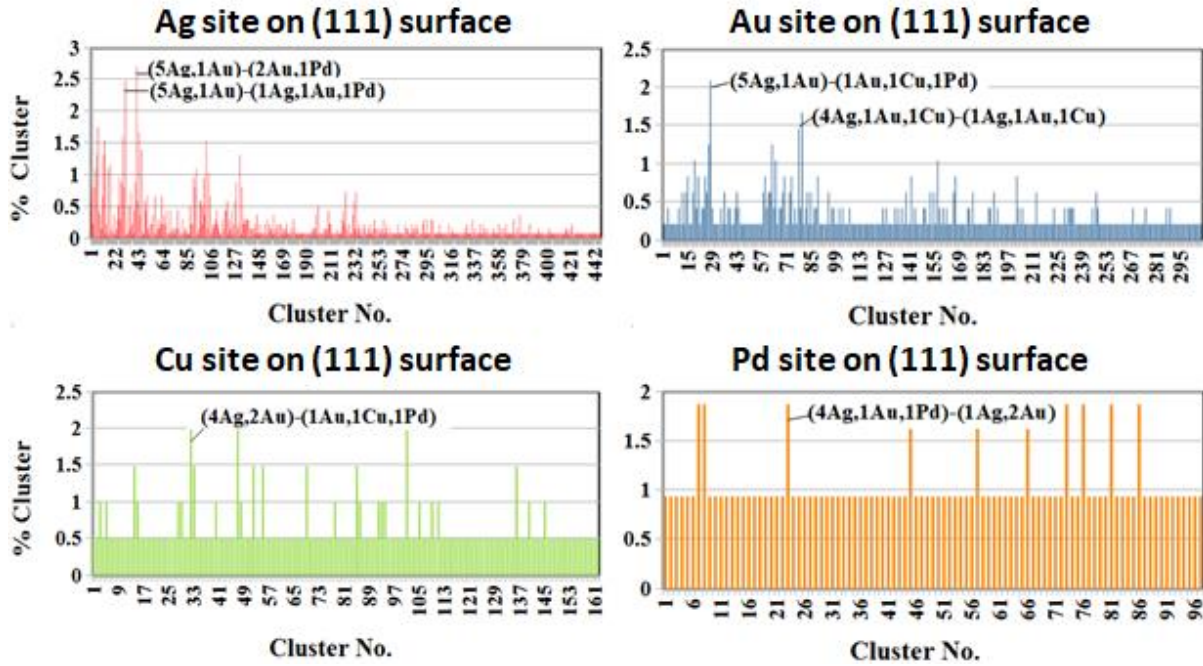 Ag site on (111) surface
3
2.5
2
1.5
1
0.5
0
% Cluster
(5Ag,1Au)-(2Au,1Pd)
(5Ag,1Au)-(1Ag,1Au,1Pd)
1 22 43 64 85 106 127 148 169 190 211 232 253 274 295 316 337 358 379 400 421 442
Cluster No.
Au site on (111) surface
2.5
2
1.5
1
0.5
0
(5Ag,1Au)-(1Au,1Cu,1Pd)
(4Ag,1Au,1Cu)-(1Ag,1Au,1Cu)
1 15 29 43 57 71 85 99 113 127 141 155 169 183 197 211 225 239 253 267 281 295
Cluster No.
Cu site on (111) surface
2.5
2
1.5
1
0.5
0
% Cluster
(4Ag,2Au)-(1Au,1Cu,1Pd)
1 9 17 25 33 41 49 57 65 73 81 89 97 105 113 121 129 137 145 153 161
Cluster No.
Pd site on (111) surface
2
1.5
1
0.5
0
(4Ag,1Au,1Pd)-(1Ag,2Au)
1 6 11 16 21 26 31 36 41 46 51 56 61 66 71 76 81 86 91 96
Cluster No.